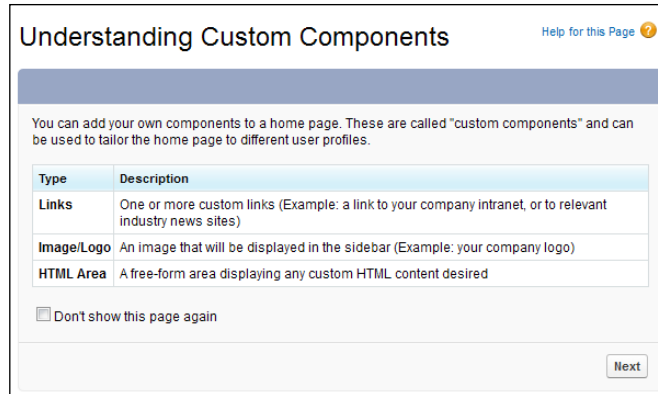 Understanding Custom Components
Help for this Page ?
You can add your own components to a home page. These are called "custom components" and can
be used to tailor the home page to different user profiles.
Type Description
Links One or more custom links (Example: a link to your company intranet, or to relevant
industry news sites)
Image/Logo An image that will be displayed in the sidebar (Example: your company logo)
HTML Area A free-form area displaying any custom HTML content desired
Don't show this page again
Next